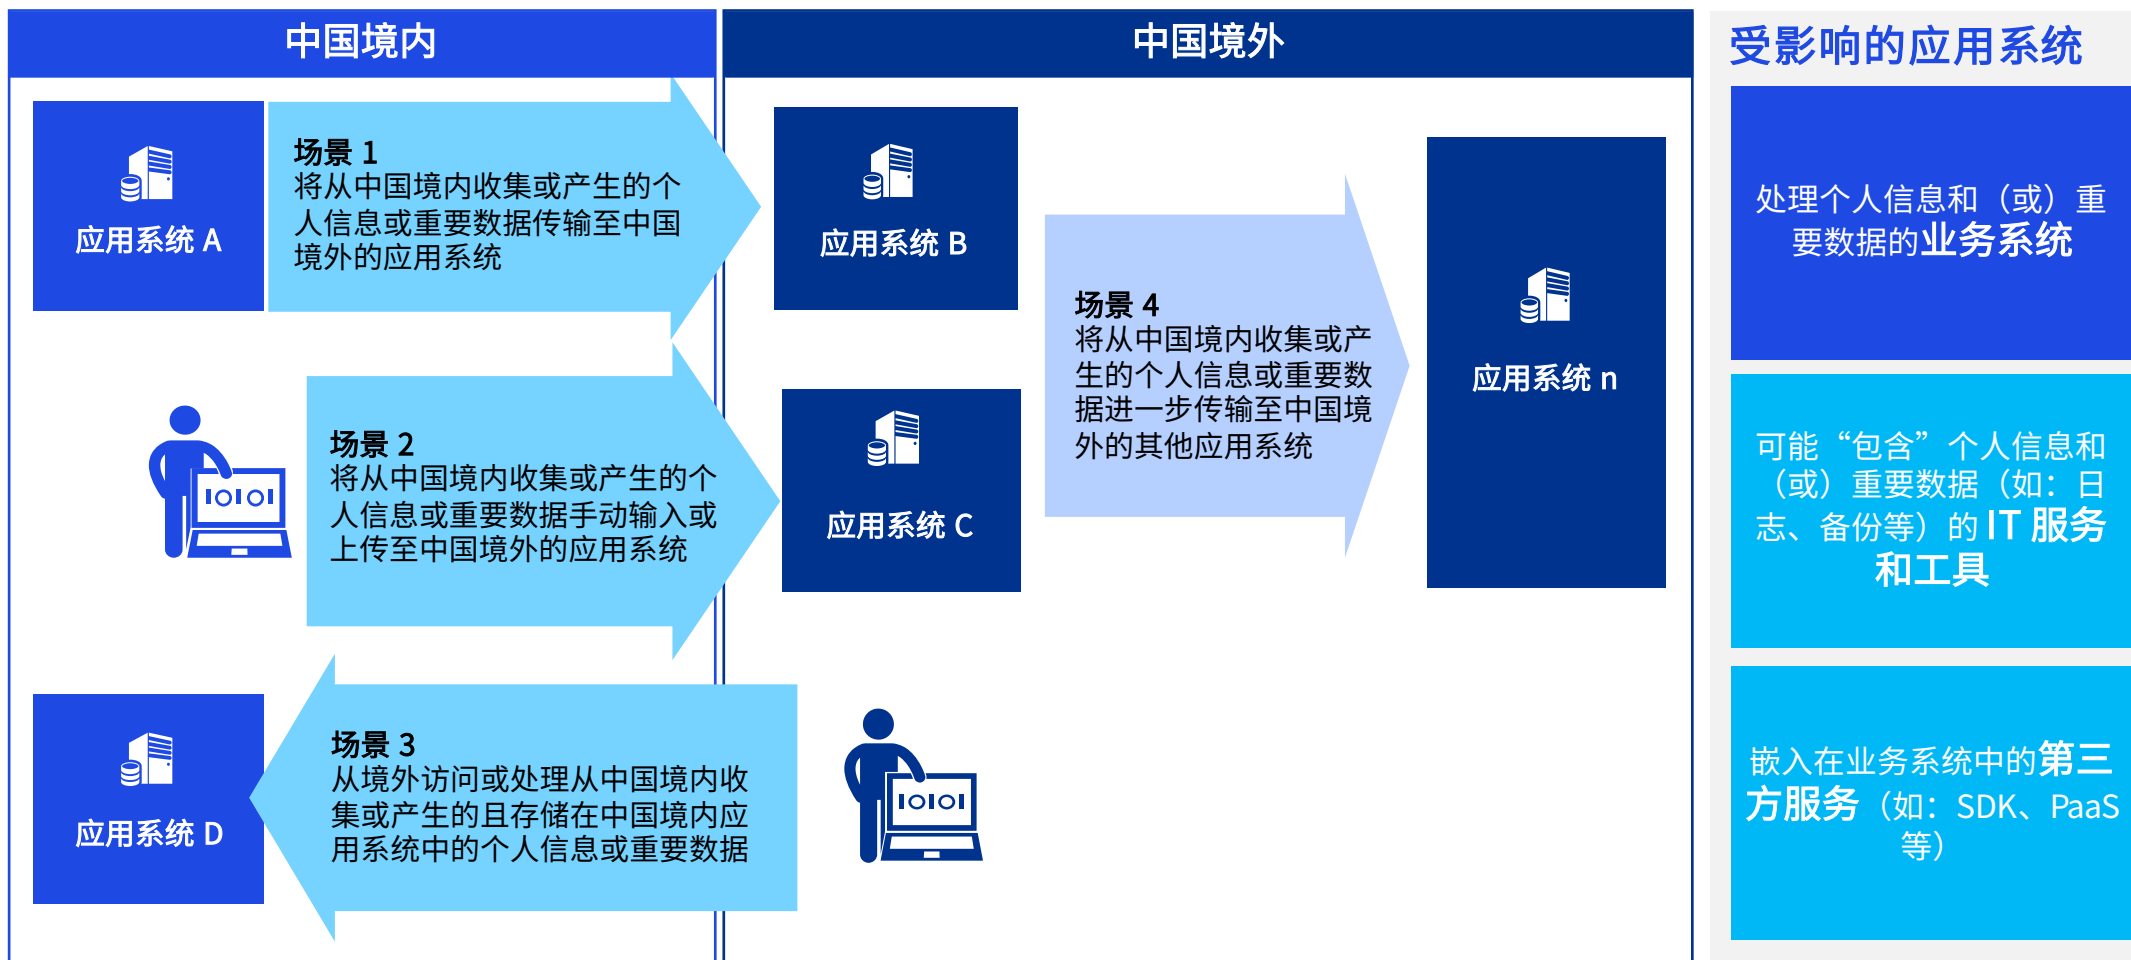 中国境内
应用系统 A
场景 1
将从中国境内收集或产生的个
人信息或重要数据传输至中国
境外的应用系统
场景 2
将从中国境内收集或产生的个
人信息或重要数据手动输入或
上传至中国境外的应用系统
应用系统 D
场景 3
从境外访问或处理从中国境内收
集或产生的且存储在中国境内应
用系统中的个人信息或重要数据
中国境外
应用系统 B
应用系统 C
场景 4
将从中国境内收集或产
生的个人信息或重要数
据进一步传输至中国境
外的其他应用系统
应用系统 n
受影响的应用系统
处理个人信息和（或）重
要数据的业务系统
可能“包含”个人信息和
（或）重要数据（如：日
志、备份等）的 IT 服务
和工具
嵌入在业务系统中的第三
方服务（如：SDK、PaaS
等）